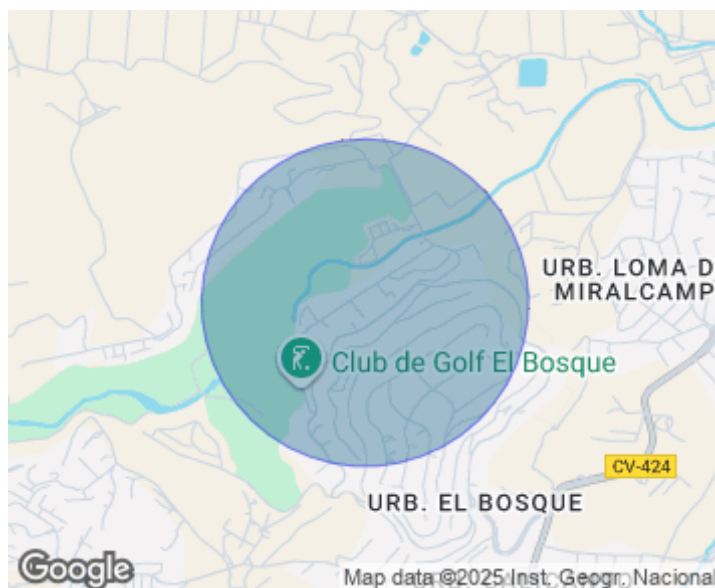 URB. LOMA D
MIRALCAMP
Club de Golf El Bosque
CV-424
URB. EL BOSQUE
Google
Map data ©2025 Inst. Geogr. Nacional